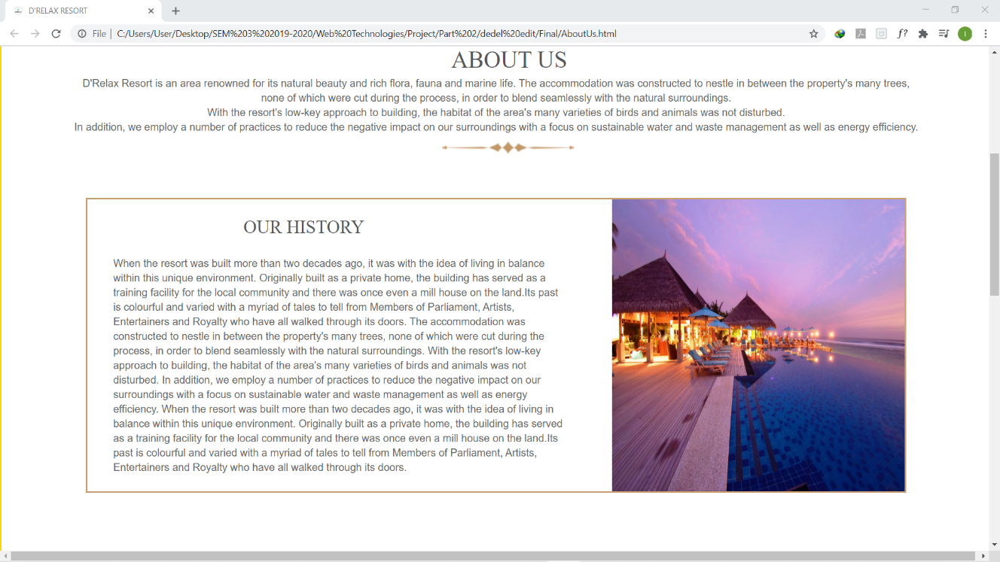 D'RELAX RESORT
File | C:/Users/User/Desktop/SEM%203%202019-2020/Web%20Technologies/Project/Part%202/dedel%20edit/Final/AboutUs.html
f?
I
ABOUT US
D'Relax Resort is an area renowned for its natural beauty and rich flora, fauna and marine life. The accommodation was constructed to nestle in between the property's many trees,
none of which were cut during the process, in order to blend seamlessly with the natural surroundings.
With the resort's low-key approach to building, the habitat of the area's many varieties of birds and animals was not disturbed.
In addition, we employ a number of practices to reduce the negative impact on our surroundings with a focus on sustainable water and waste management as well as energy efficiency.
OUR HISTORY
When the resort was built more than two decades ago, it was with the idea of living in balance
within this unique environment. Originally built as a private home, the building has served as a
training facility for the local community and there was once even a mill house on the land.Its past
is colourful and varied with a myriad of tales to tell from Members of Parliament, Artists,
Entertainers and Royalty who have all walked through its doors. The accommodation was
constructed to nestle in between the property's many trees, none of which were cut during the
process, in order to blend seamlessly with the natural surroundings. With the resort's low-key
approach to building, the habitat of the area's many varieties of birds and animals was not
disturbed. In addition, we employ a number of practices to reduce the negative impact on our
surroundings with a focus on sustainable water and waste management as well as energy
efficiency. When the resort was built more than two decades ago, it was with the idea of living in
balance within this unique environment. Originally built as a private home, the building has served
as a training facility for the local community and there was once even a mill house on the land.Its
past is colourful and varied with a myriad of tales to tell from Members of Parliament, Artists,
Entertainers and Royalty who have all walked through its doors.